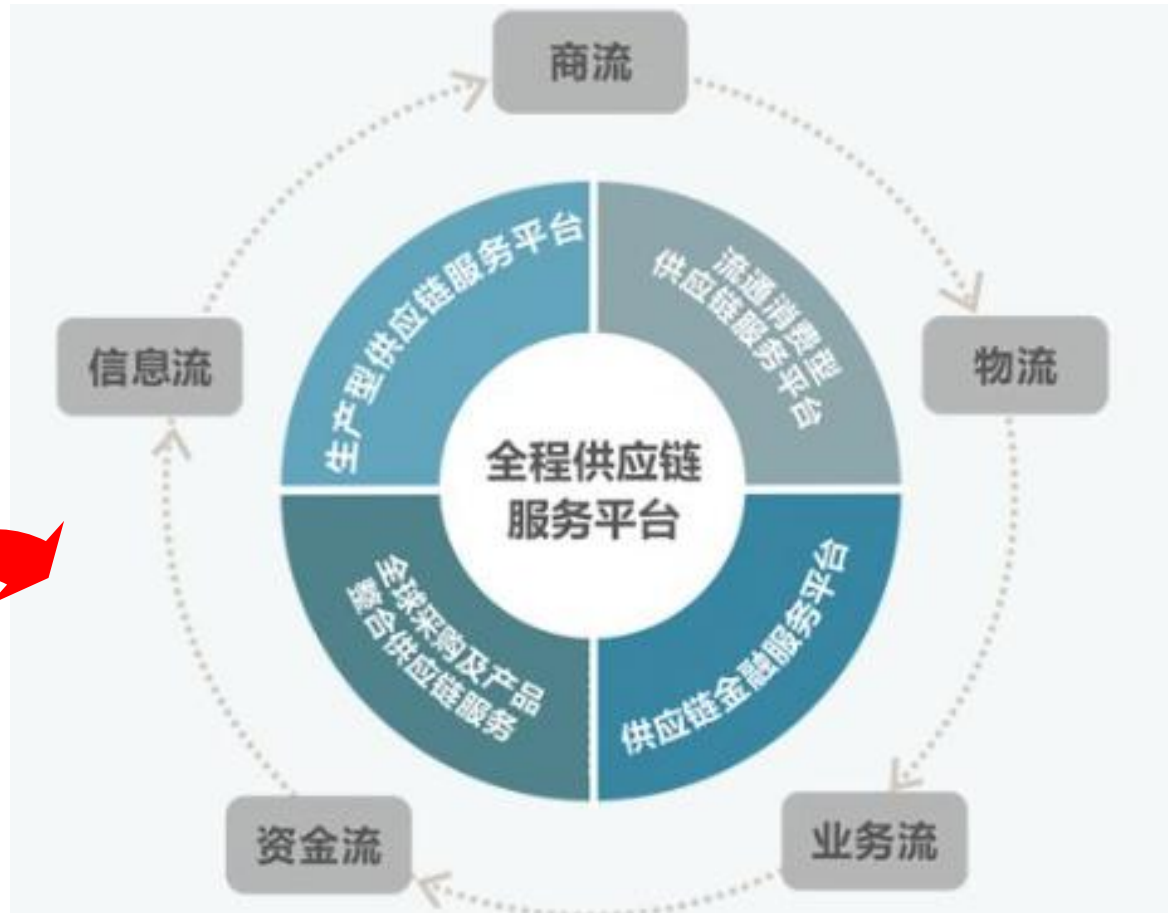 商流
生产型供应链服务平台
流通消费型
供应链服务平台
信息流
物流
全程供应链
服务平台
全球采购及产品
整合供应链服务
供应链金融服务平台
资金流
业务流